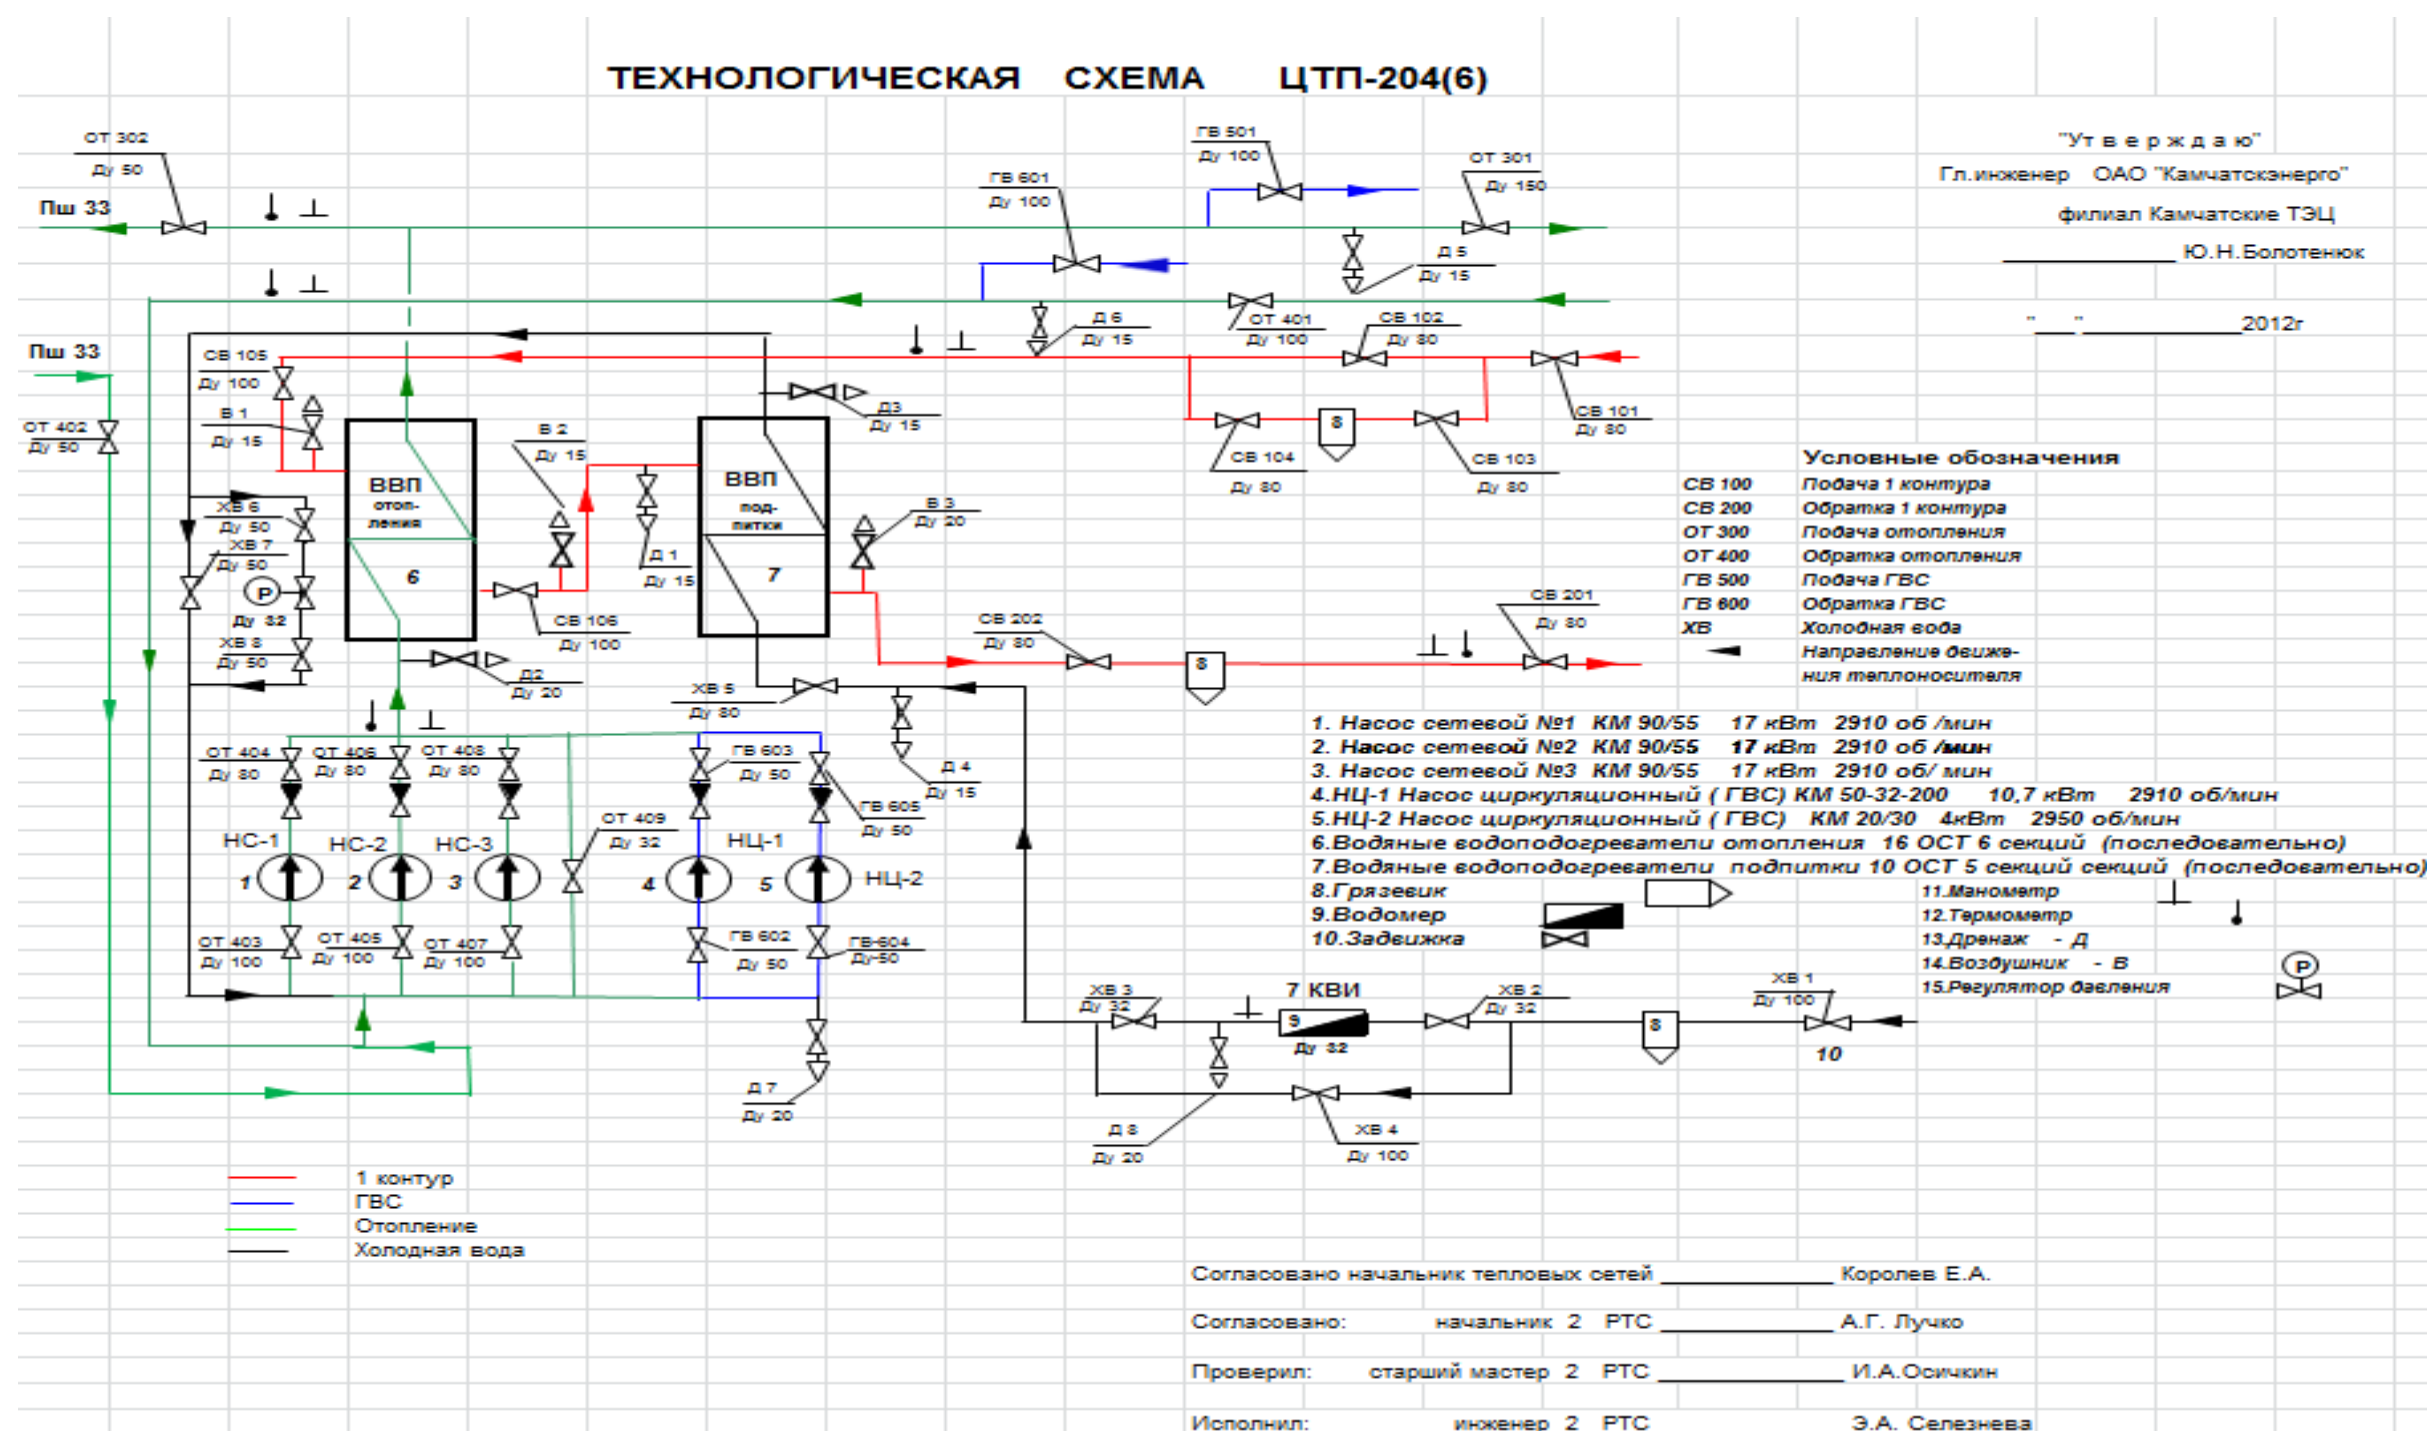 ТЕХНОЛОГИЧЕСКАЯ СХЕМА ЦТП-204(6)
"Ут в е р ж д а ю"
Гл.инженер ОАО "Камчатскэнерго"
филиал Камчатские ТЭЦ
____________ Ю.Н.Болотенюк
"___"___________2012г
ОТ 302
Ду 50
Пш 33
ГВ 501
Ду 100
ОТ 301
Ду 150
ГВ 601
Ду 100
Д 5
Ду 15
Д 6
Ду 15
ОТ 401
Ду 100
СВ 102
Ду 80
Пш 33
СВ 105
Ду 100
В 1
Ду 15
ОТ 402
Ду 50
В 2
Ду 15
Д3
Ду 15
СВ 101
Ду 80
8
СВ 104
Ду 80
СВ 103
Ду 80
ВВП
отоп-
ления
6
ВВП
под-
питки
7
ХВ 6
Ду 50
ХВ 7
Ду 50
Р
Ду 32
ХВ 8
Ду 50
Д 1
Ду 15
В 3
Ду 20
СВ 106
Ду 100
СВ 202
Ду 80
8
СВ 201
Ду 80
Д2
Ду 20
ХВ 5
Ду 80
Условные обозначения
СВ 100 Подача 1 контура
СВ 200 Обратка 1 контура
ОТ 300 Подача отопления
ОТ 400 Обратка отопления
ГВ 500 Подача ГВС
ГВ 600 Обратка ГВС
ХВ Холодная вода
Направление движе-
ния теплоносителя
ОТ 404
Ду 80
ОТ 406
Ду 80
ОТ 408
Ду 80
ГВ 603
Ду 50
ГВ 605
Ду 50
Д 4
Ду 15
ОТ 409
Ду 32
НС-1
НС-2
НС-3
НЦ-1
НЦ-2
1
2
3
4
5
ОТ 403
Ду 100
ОТ 405
Ду 100
ОТ 407
Ду 100
ГВ 602
Ду 50
ГВ-604
Ду-50
Д 7
Ду 20
1. Насос сетевой №1 КМ 90/55 17 кВт 2910 об /мин
2. Насос сетевой №2 КМ 90/55 17 кВт 2910 об /мин
3. Насос сетевой №3 КМ 90/55 17 кВт 2910 об/ мин
4.НЦ-1 Насос циркуляционный ( ГВС) КМ 50-32-200 10,7 кВт 2910 об/мин
5.НЦ-2 Насос циркуляционный ( ГВС) КМ 20/30 4кВт 2950 об/мин
6.Водяные водоподогреватели отопления 16 ОСТ 6 секций (последовательно)
7.Водяные водоподогреватели подпитки 10 ОСТ 5 секций секций (последовательно)
8.Грязевик
9.Водомер
10.Задвижка
11.Манометр
12.Термометр
13.Дренаж - Д
14.Воздушник - В
15.Регулятор давления
Р
ХВ 3
Ду 32
7 КВИ
9
Ду 32
ХВ 2
Ду 32
ХВ 1
Ду 100
8
10
Д 8
Ду 20
ХВ 4
Ду 100
1 контур
ГВС
Отопление
Холодная вода
Согласовано начальник тепловых сетей ____________ Королев Е.А.
Согласовано: начальник 2 РТС ____________ А.Г. Лучко
Проверил: старший мастер 2 РТС ____________ И.А.Осичкин
Исполнил: инженер 2 РТС Э.А. Селезнева